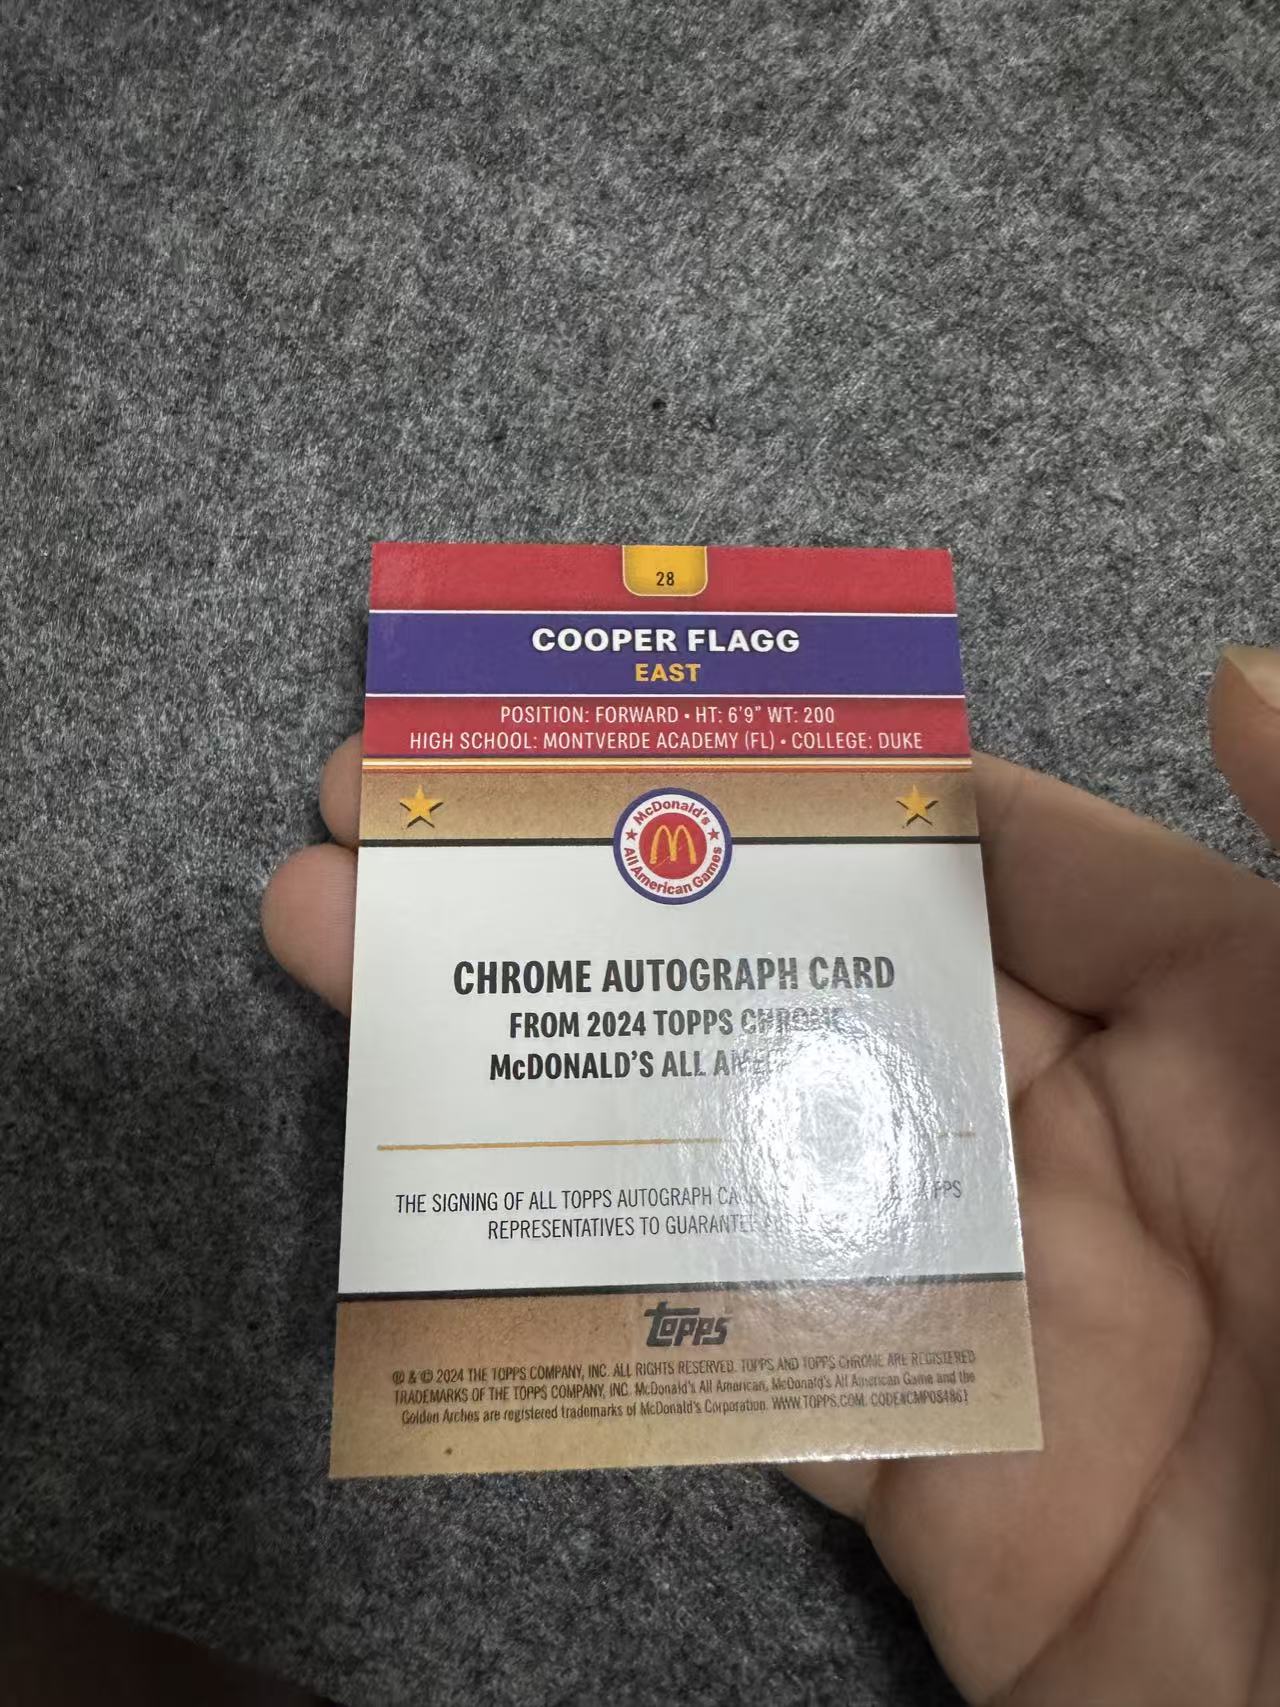 28
COOPER FLAGG
EAST
POSITION: FORWARD • HT: 6'9" WT: 200
HIGH SCHOOL: MONTVERDE ACADEMY (FL) • COLLEGE: DUKE
McDonald's
All American Games
CHROME AUTOGRAPH CARD
FROM 2024 TOPPS CHROME
McDONALD'S ALL
THE SIGNING OF ALL TOPPS AUTOGRAPH
REPRESENTATIVES TO GUARANTEE
topps
® & © 2024 THE TOPPS COMPANY, INC. ALL RIGHTS RESERVED. TOPPS AND TOPPS CHROME ARE REGISTERED
TRADEMARKS OF THE TOPPS COMPANY, INC. McDonald's All American, McDonald's All American Game and the
Golden Arches are registered trademarks of McDonald's Corporation. WWW.TOPPS.COM. CODE#CMP084861